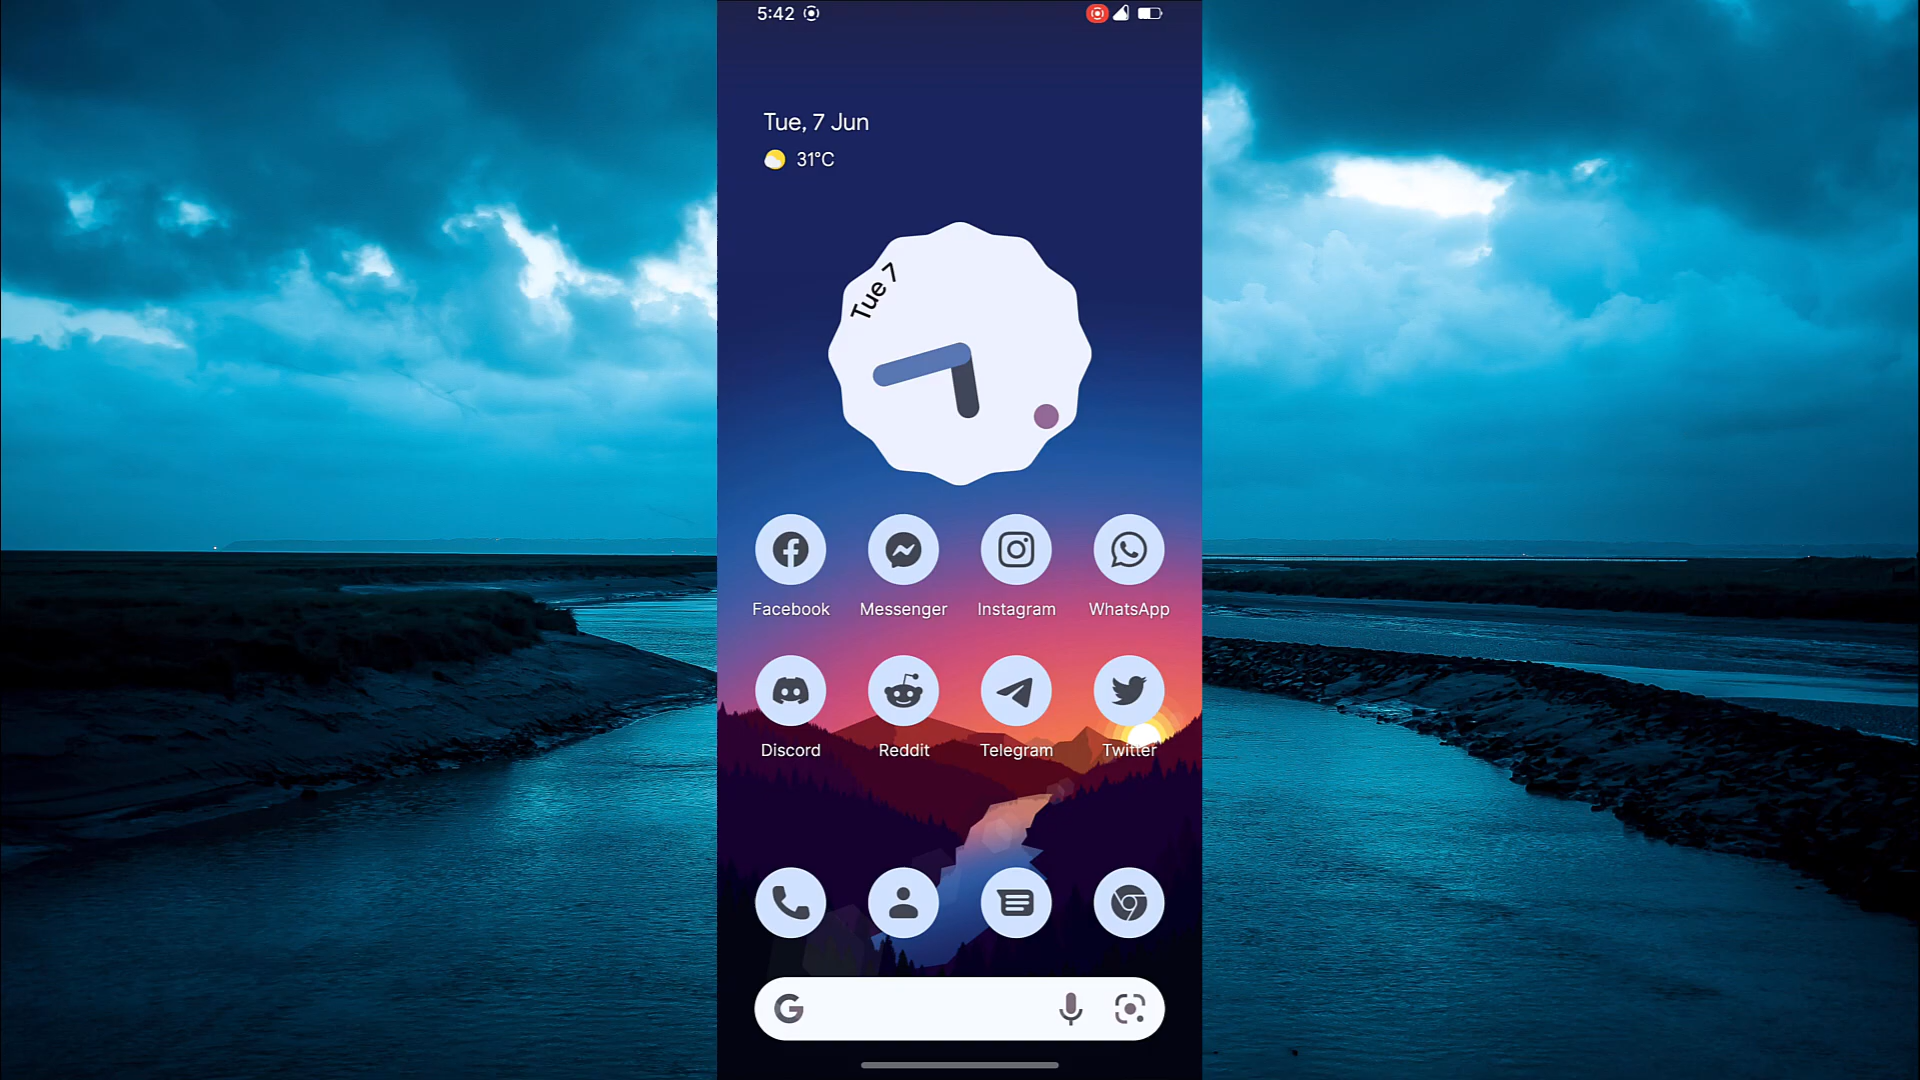 5:42
Tue, 7 Jun
31°C
Tue 7
Facebook Messenger Instagram WhatsApp
Discord Reddit Telegram Twitter
G